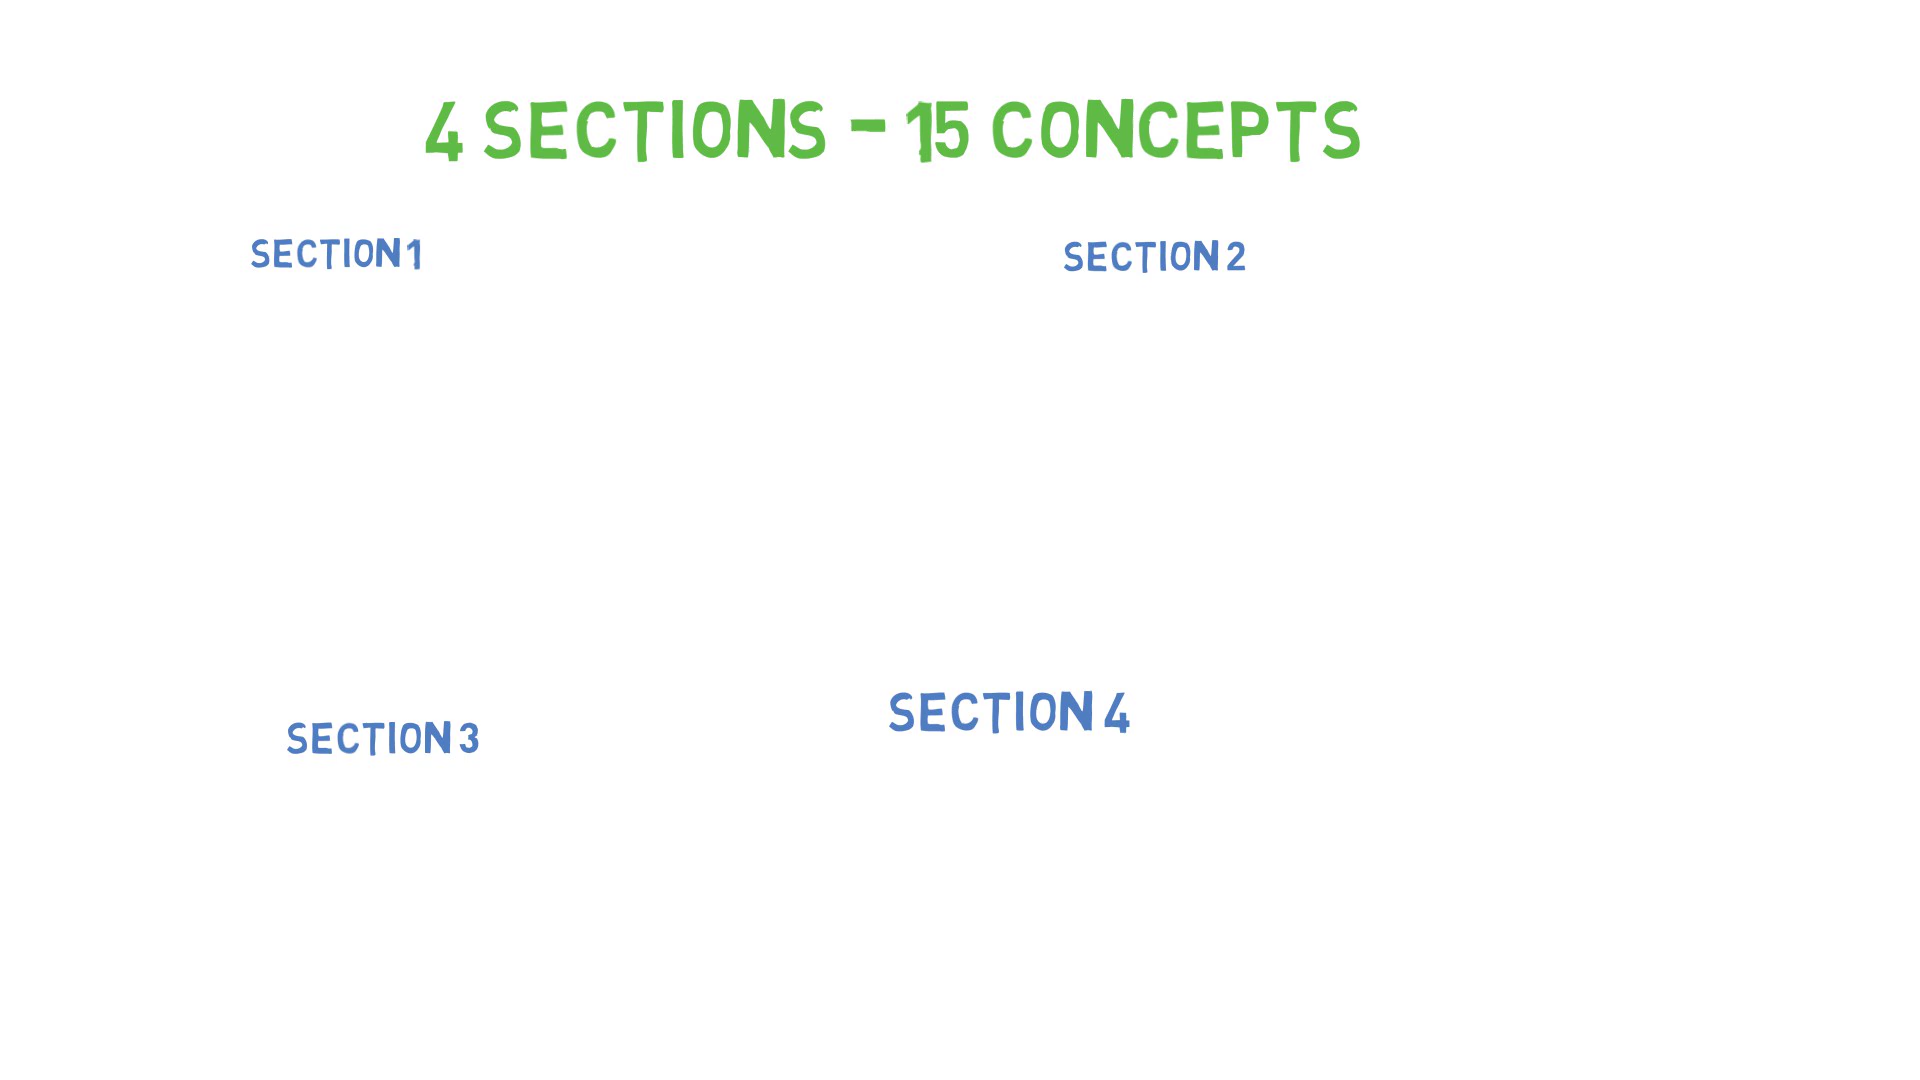 4 SECTIONS - 15 CONCEPTS
SECTION 1
SECTION 2
SECTION 3
SECTION 4